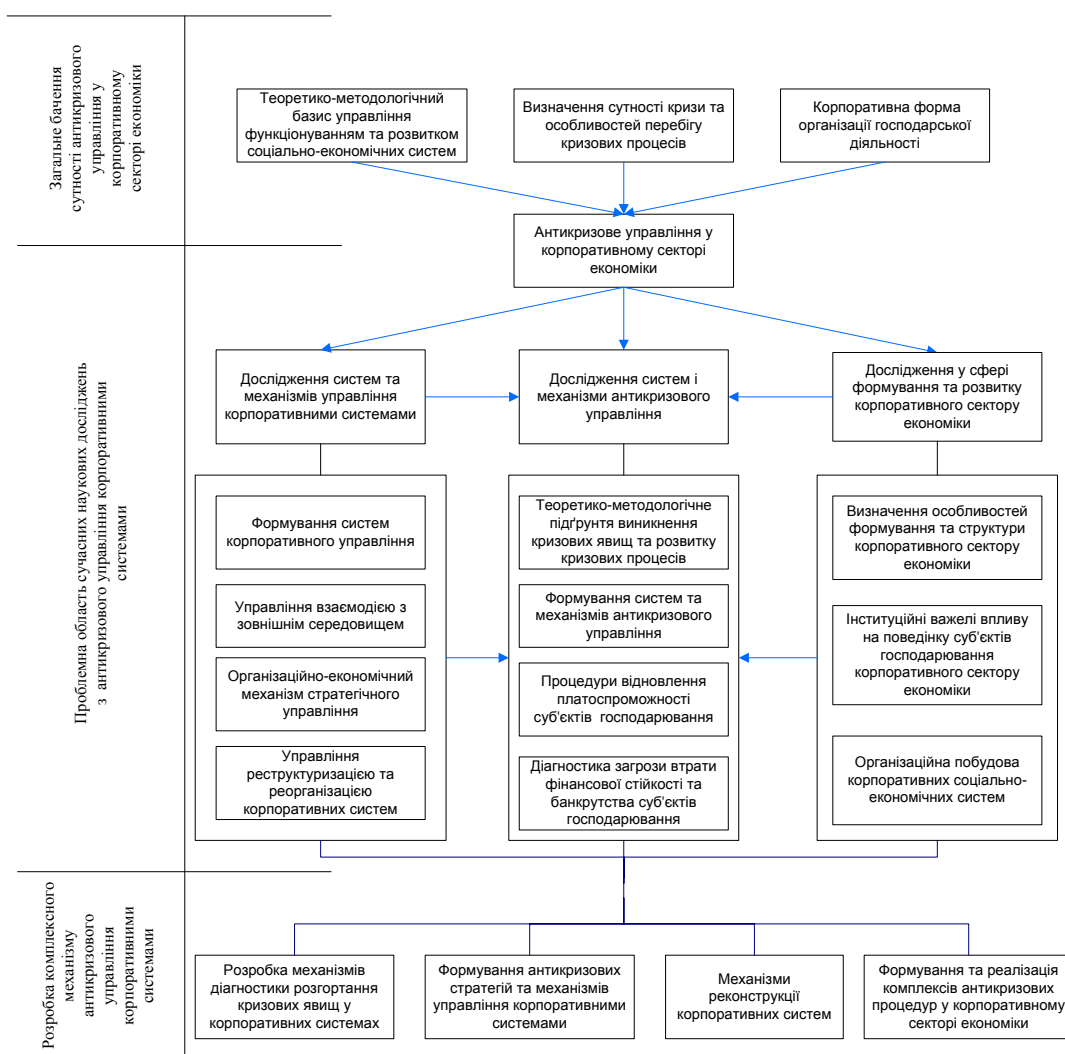 Загальне бачення
сутності антикризового
управління у
корпоративному
секторі економіки
Теоретико-методологічний
базис управління
функціонуванням та розвитком
соціально-економічних систем
Визначення сутності кризи та
особливостей перебігу
кризових процесів
Корпоративна форма
організації господарської
діяльності
Антикризове управління у
корпоративному секторі
економіки
Проблемна область сучасних наукових досліджень
з антикризового управління корпоративними
системами
Дослідження систем та
механізмів управління
корпоративними системами
Дослідження систем і
механізми антикризового
управління
Дослідження у сфері
формування та розвитку
корпоративного сектору
економіки
Формування систем
корпоративного управління
Управління взаємодією з
зовнішнім середовищем
Організаційно-економічний
механізм стратегічного
управління
Управління
реструктуризацією та
реорганізацією
корпоративних систем
Теоретико-методологічне
підґрунтя виникнення
кризових явищ та розвитку
кризових процесів
Формування систем та
механізмів антикризового
управління
Процедури відновлення
платоспроможності
суб'єктів господарювання
Діагностика загрози втрати
фінансової стійкості та
банкрутства суб'єктів
господарювання
Визначення особливостей
формування та структури
корпоративного сектору
економіки
Інституційні важелі впливу
на поведінку суб'єктів
господарювання
корпоративного сектору
економіки
Організаційна побудова
корпоративних соціально-
економічних систем
Розробка комплексного
механізму
антикризового
управління
корпоративними
системами
Розробка механізмів
діагностики розгортання
кризових явищ у
корпоративних системах
Формування антикризових
стратегій та механізмів
управління корпоративними
системами
Механізми
реконструкції
корпоративних систем
Формування та реалізація
комплексів антикризових
процедур у корпоративному
секторі економіки